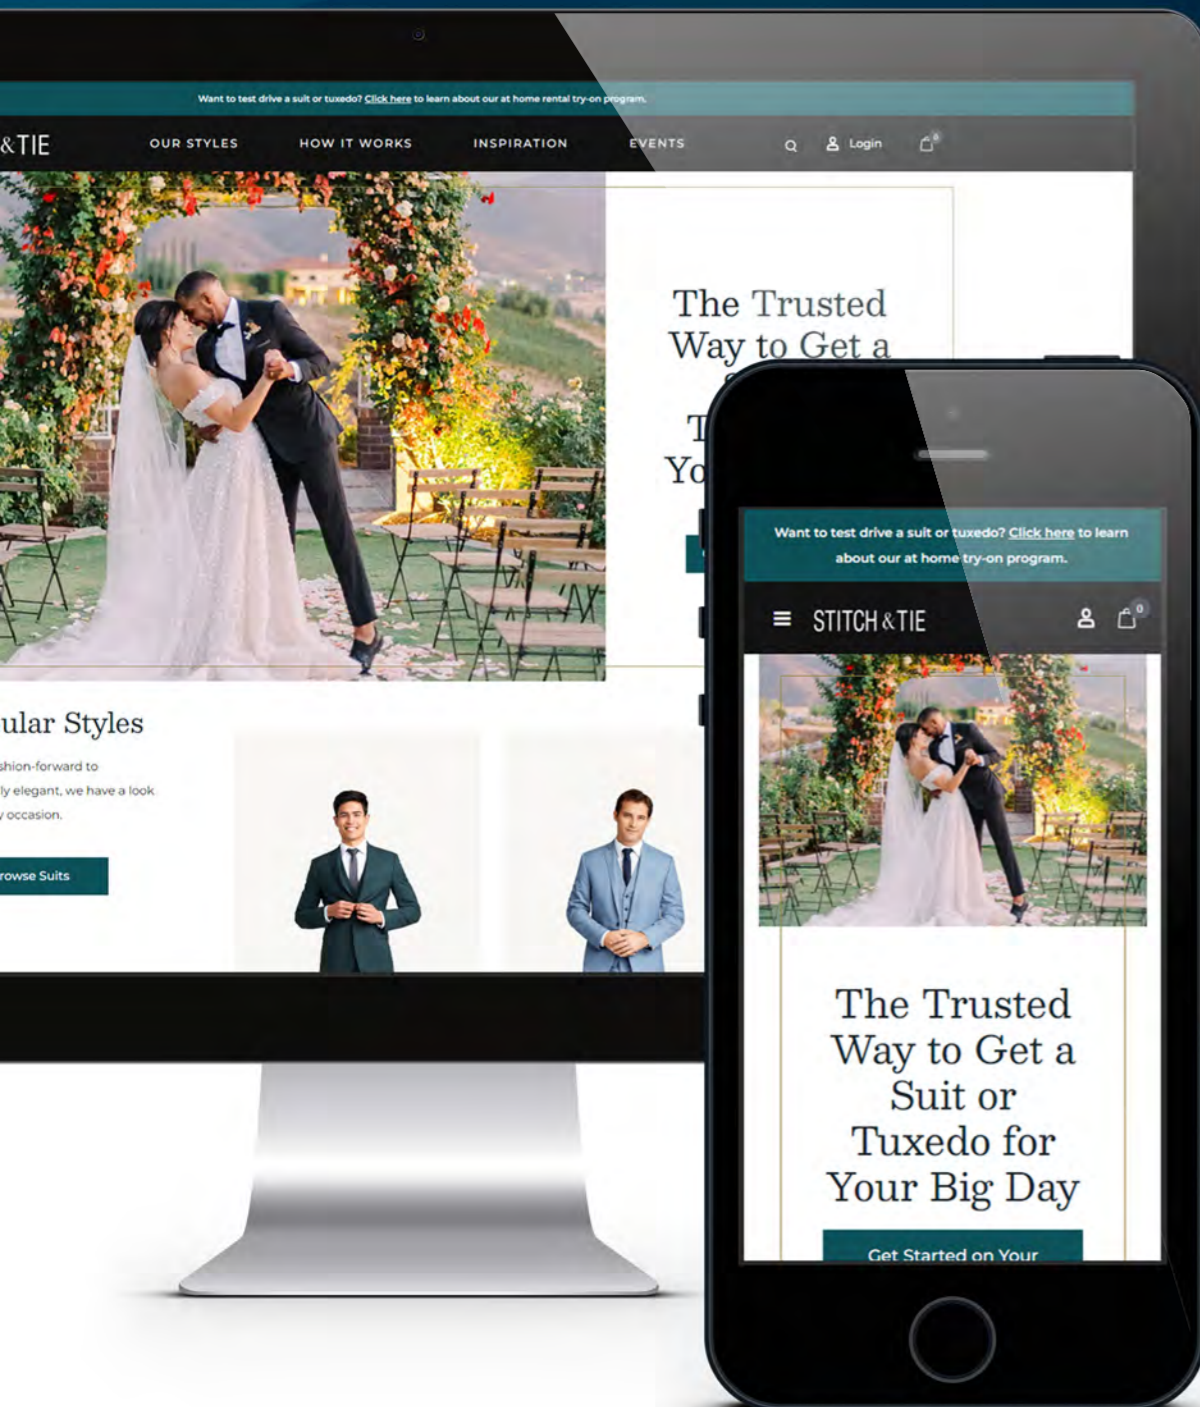 Want to test drive a suit or tuxedo? Click here to learn about our at home rental try-on program.
&TIE
OUR STYLES
HOW IT WORKS
INSPIRATION
EVENTS
Login
0
The Trusted
Way to Get a
T
Yo
ular Styles
shion-forward to
ly elegant, we have a look
y occasion.
rowse Suits
Want to test drive a suit or tuxedo? Click here to learn
about our at home try-on program.
STITCH & TIE
0
The Trusted
Way to Get a
Suit or
Tuxedo for
Your Big Day
Get Started on Your